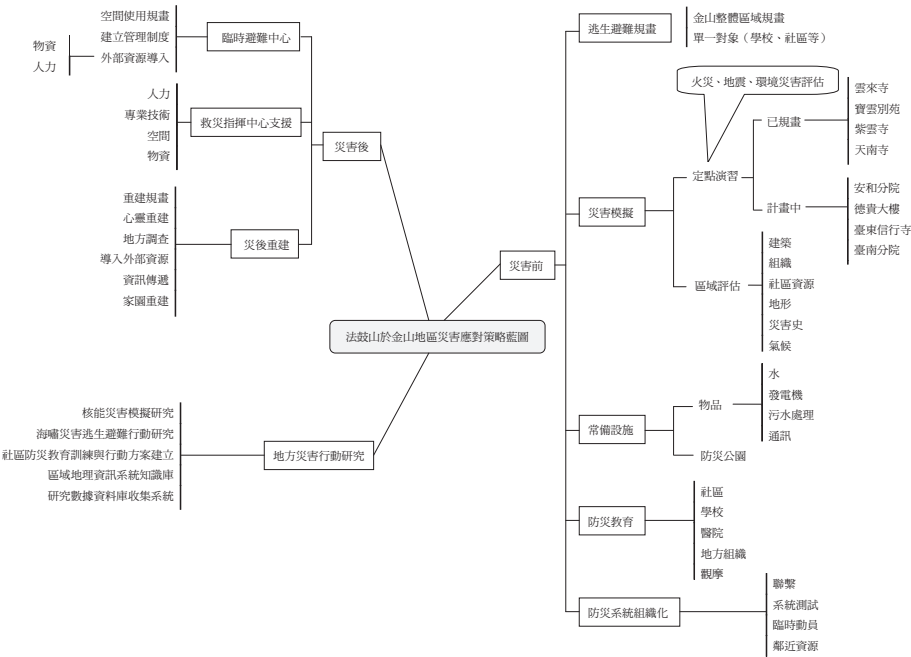 法鼓山於金山地區災害應對策略藍圖
災害後
臨時避難中心
空間使用規畫
建立管理制度
外部資源導入
物資
人力
救災指揮中心支援
人力
專業技術
空間
物資
災後重建
重建規畫
心靈重建
地方調查
導入外部資源
資訊傳遞
家園重建
地方災害行動研究
核能災害模擬研究
海嘯災害逃生避難行動研究
社區防災教育訓練與行動方案建立
區域地理資訊系統知識庫
研究數據資料庫收集系統
災害前
逃生避難規畫
金山整體區域規畫
單一對象（學校、社區等）
災害模擬
火災、地震、環境災害評估
定點演習
已規畫
雲來寺
寶雲別苑
紫雲寺
天南寺
計畫中
安和分院
德貴大樓
臺東信行寺
臺南分院
區域評估
建築
組織
社區資源
地形
災害史
氣候
常備設施
物品
水
發電機
污水處理
通訊
防災公園
防災教育
社區
學校
醫院
地方組織
觀摩
防災系統組織化
聯繫
系統測試
臨時動員
鄰近資源